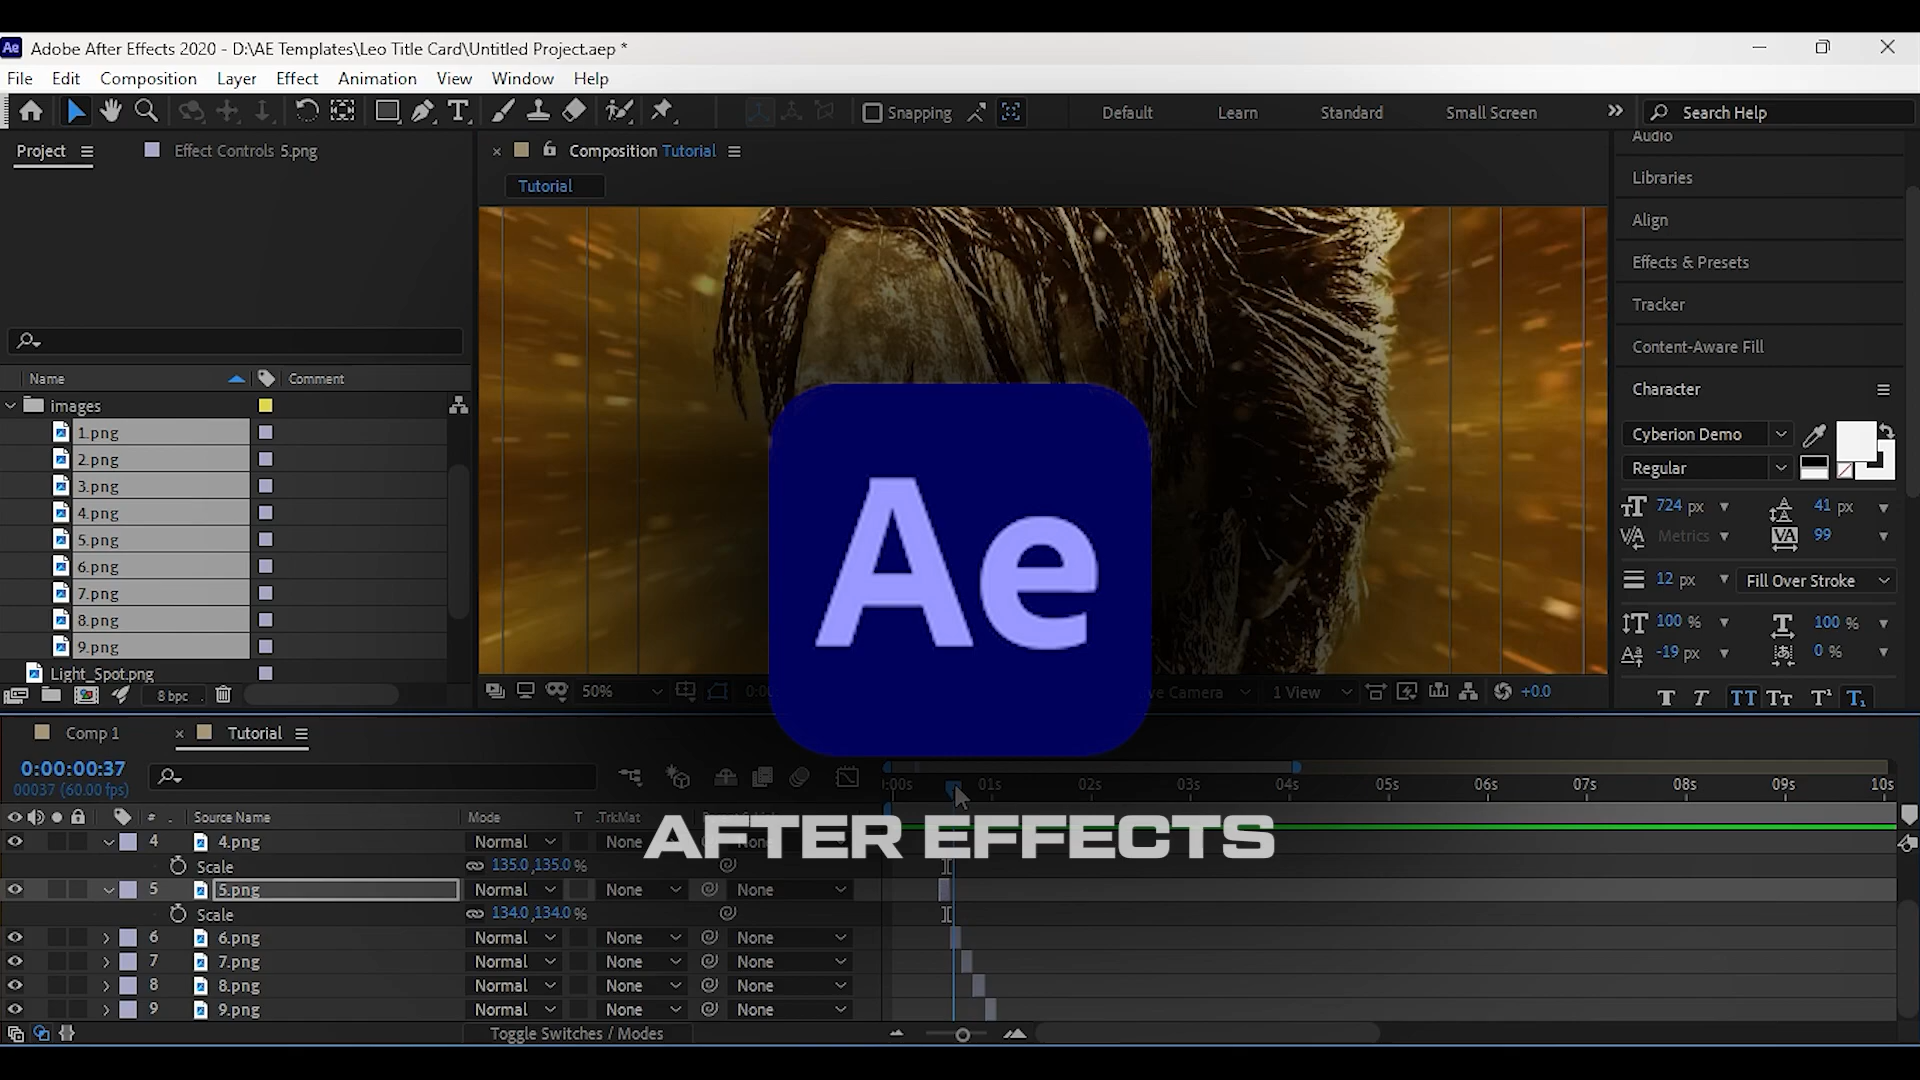 Ae Adobe After Effects 2020 - D:\AE Templates\Leo Title Card\Untitled Project.aep *
File Edit Composition Layer Effect Animation View Window Help
Snapping Default Learn Standard Small Screen Search Help
Project Effect Controls 5.png
Composition Tutorial
Tutorial
Audio
Libraries
Align
Effects & Presets
Tracker
Content-Aware Fill
Character
Cyberion Demo
Regular
724 px 41 px
Metrics 99
12 px Fill Over Stroke
100 % 100 %
-19 px 0 %
Name Comment
images
1.png
2.png
3.png
4.png
5.png
6.png
7.png
8.png
9.png
Light_Spot.png
8 bpc
50% 1 View +0.0
Ae
AFTER EFFECTS
Comp 1 Tutorial
0:00:00:37
00037 (60.00 fps)
:00s 01s 02s 03s 04s 05s 06s 07s 08s 09s 10s
# Source Name Mode T .TrkMat
4 4.png Normal
Scale 135.0,135.0 %
5 5.png Normal None None
Scale 134.0,134.0 %
6 6.png Normal None None
7 7.png Normal None None
8 8.png Normal None None
9 9.png Normal None None
Toggle Switches / Modes